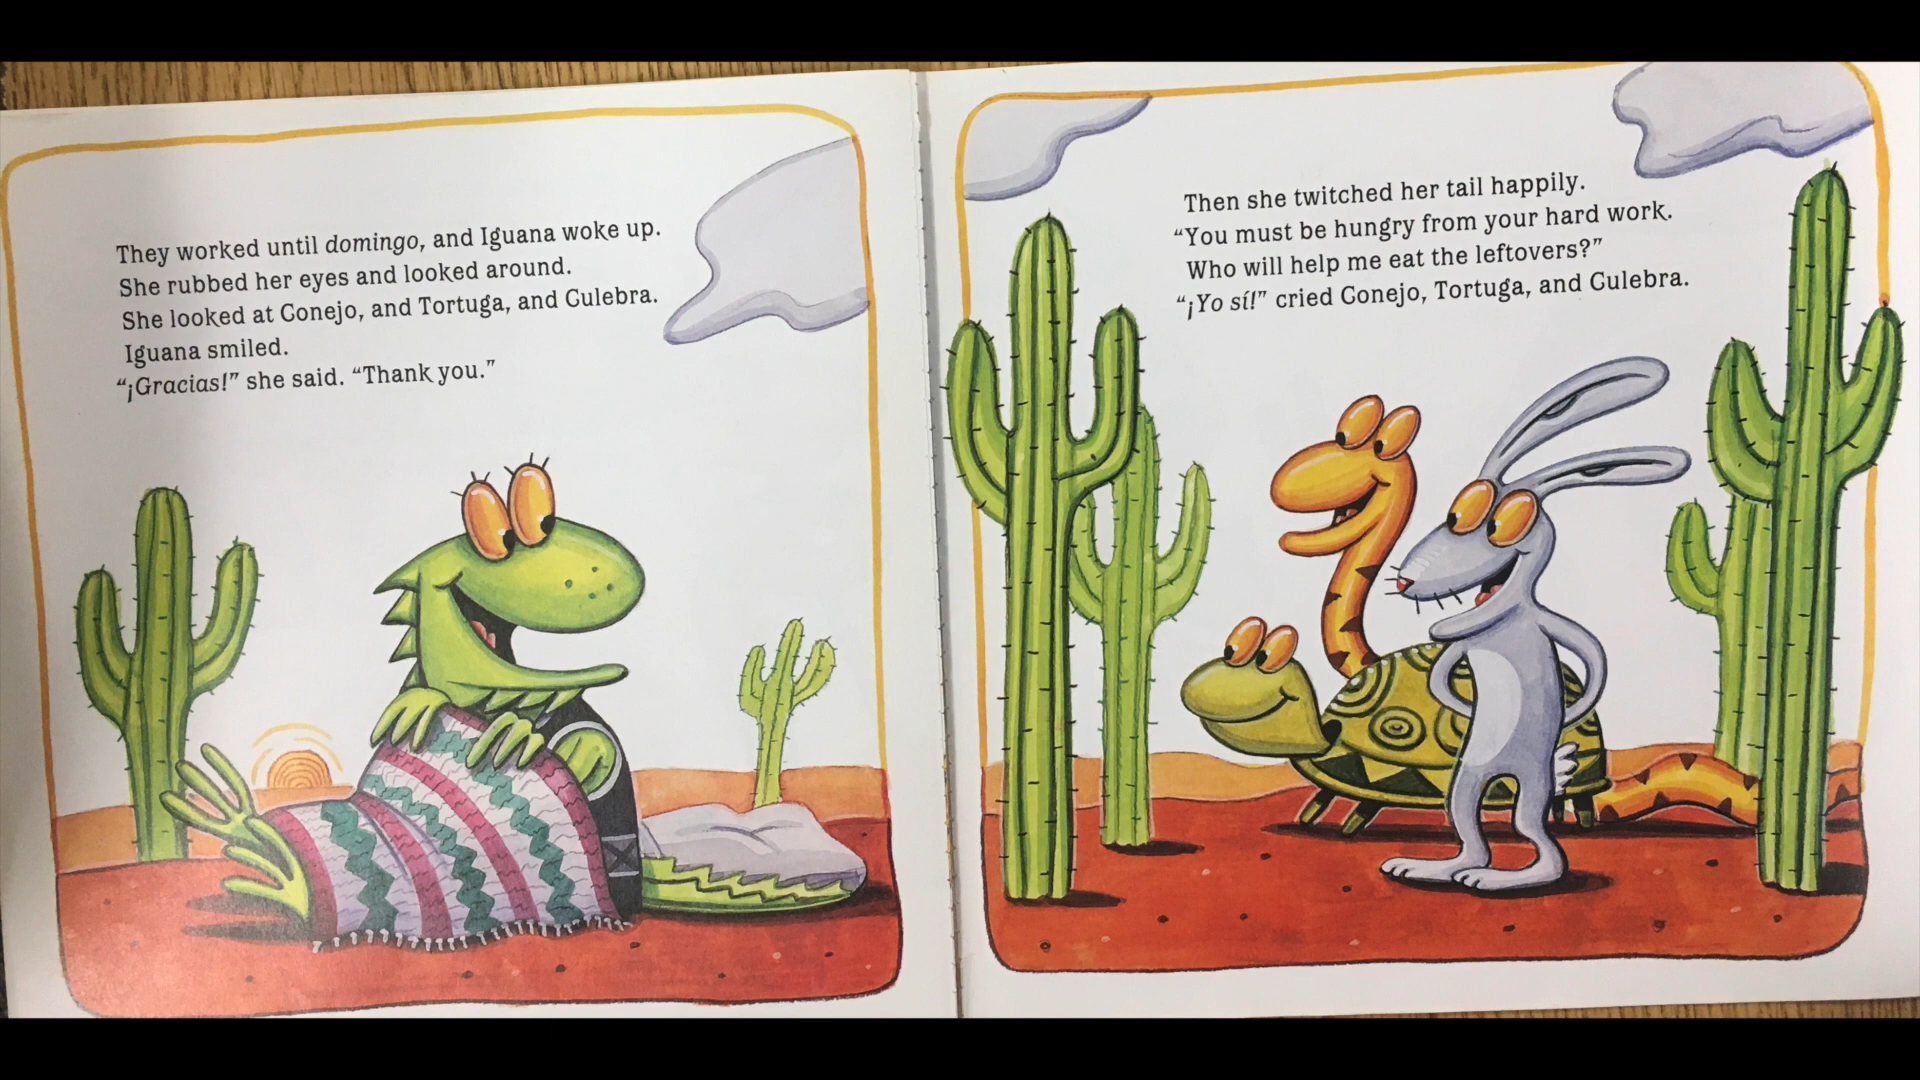 They worked until domingo, and Iguana woke up.
She rubbed her eyes and looked around.
She looked at Conejo, and Tortuga, and Culebra.
Iguana smiled.
“¡Gracias!” she said. “Thank you.”
Then she twitched her tail happily.
“You must be hungry from your hard work.
Who will help me eat the leftovers?”
“¡Yo sí!” cried Conejo, Tortuga, and Culebra.